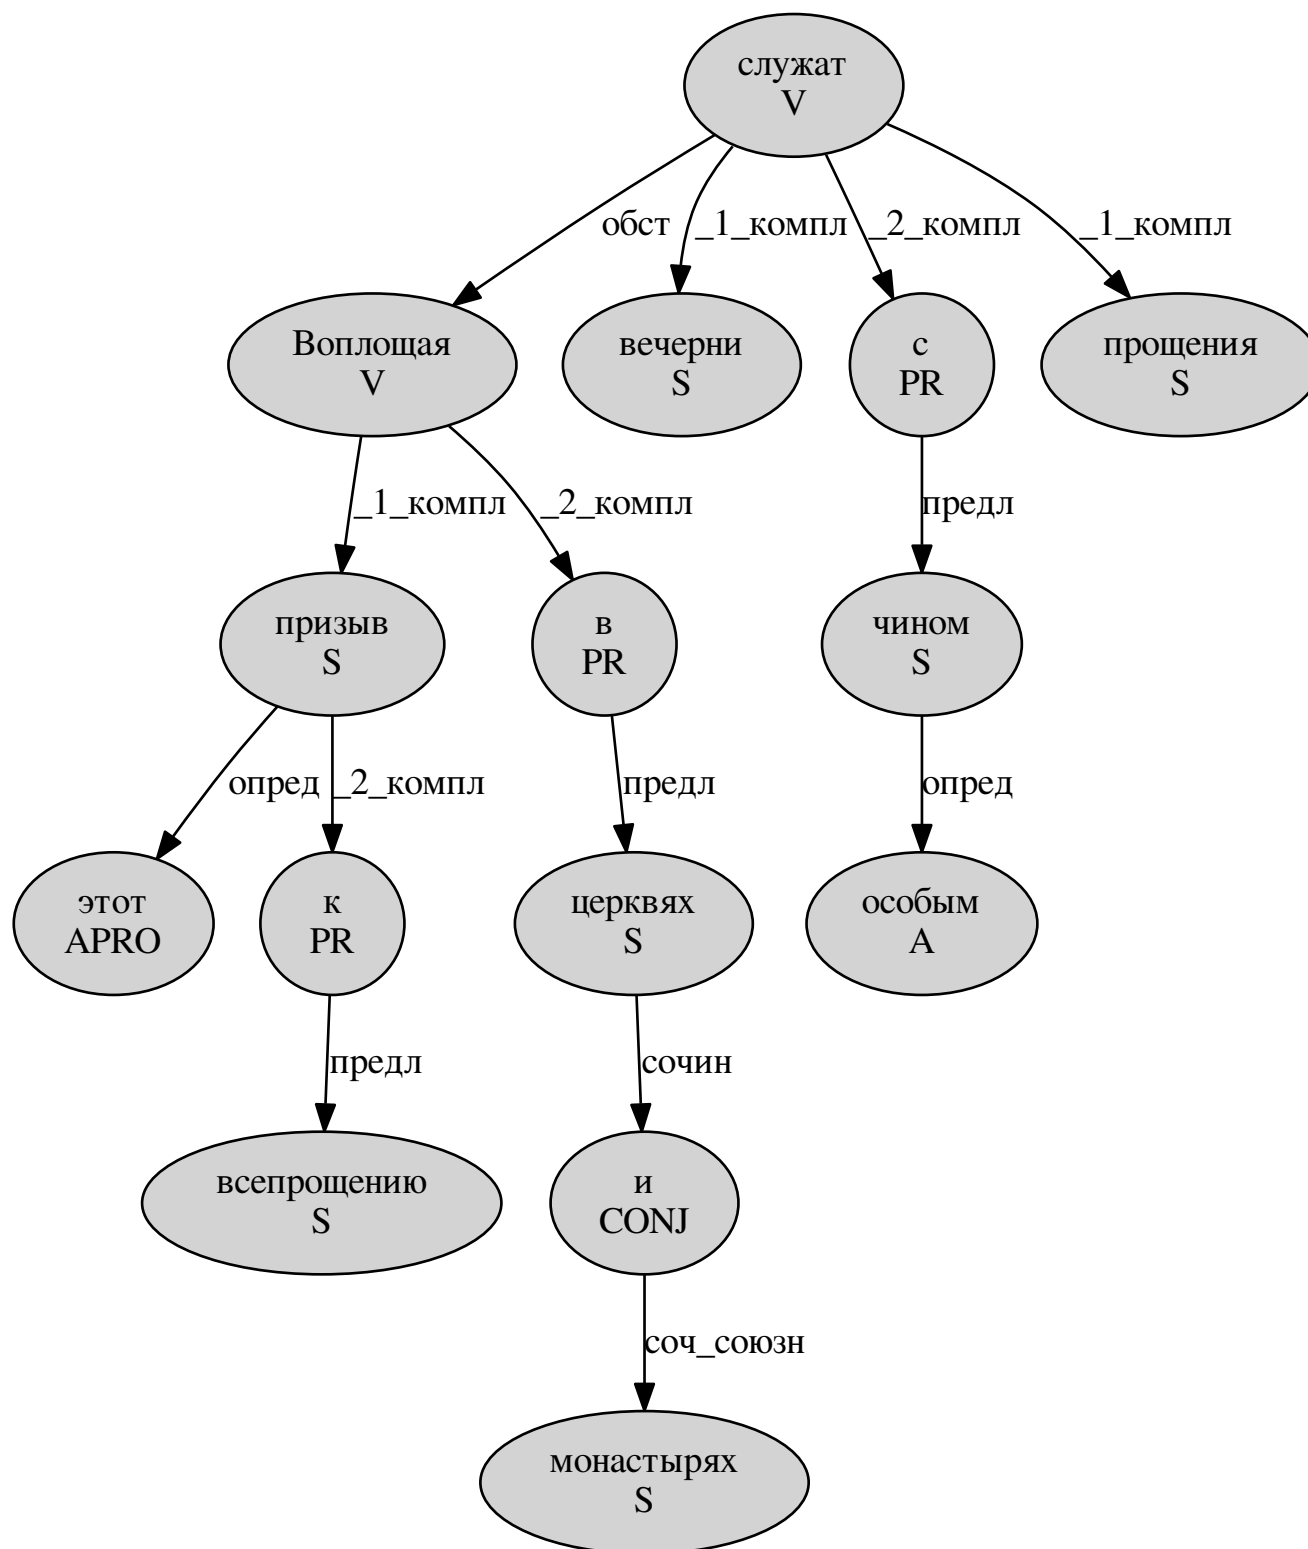 служат
V
обст
_1_компл
_2_компл
_1_компл
Воплощая
V
вечерни
S
с
PR
прощения
S
_1_компл
_2_компл
предл
призыв
S
в
PR
чином
S
опред
_2_компл
предл
опред
этот
APRO
к
PR
церквях
S
особым
A
предл
сочин
всепрощению
S
и
CONJ
соч_союзн
монастырях
S